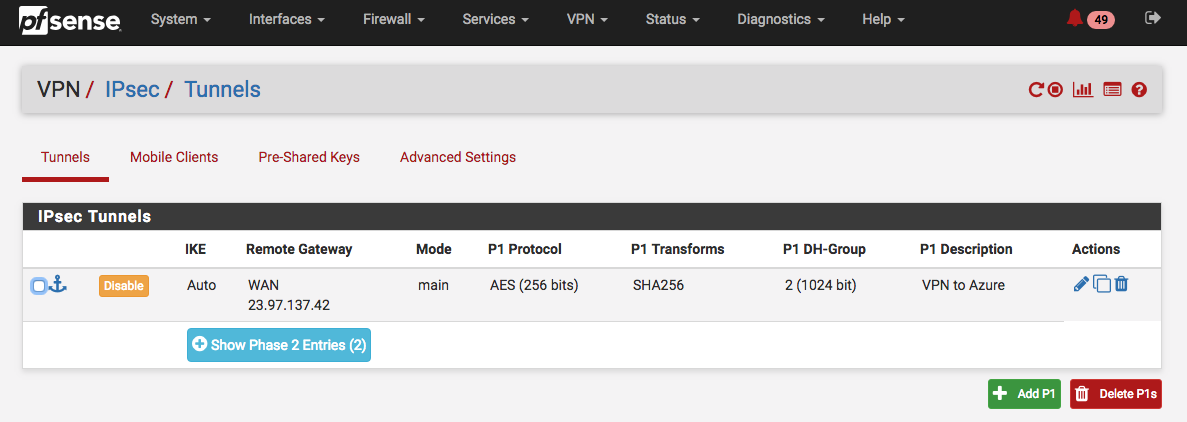 pfsense System Interfaces Firewall Services VPN Status Diagnostics Help 49
VPN / IPsec / Tunnels
Tunnels Mobile Clients Pre-Shared Keys Advanced Settings
IPsec Tunnels
IKE Remote Gateway Mode P1 Protocol P1 Transforms P1 DH-Group P1 Description Actions
Disable Auto WAN main AES (256 bits) SHA256 2 (1024 bit) VPN to Azure
23.97.137.42
Show Phase 2 Entries (2)
Add P1 Delete P1s